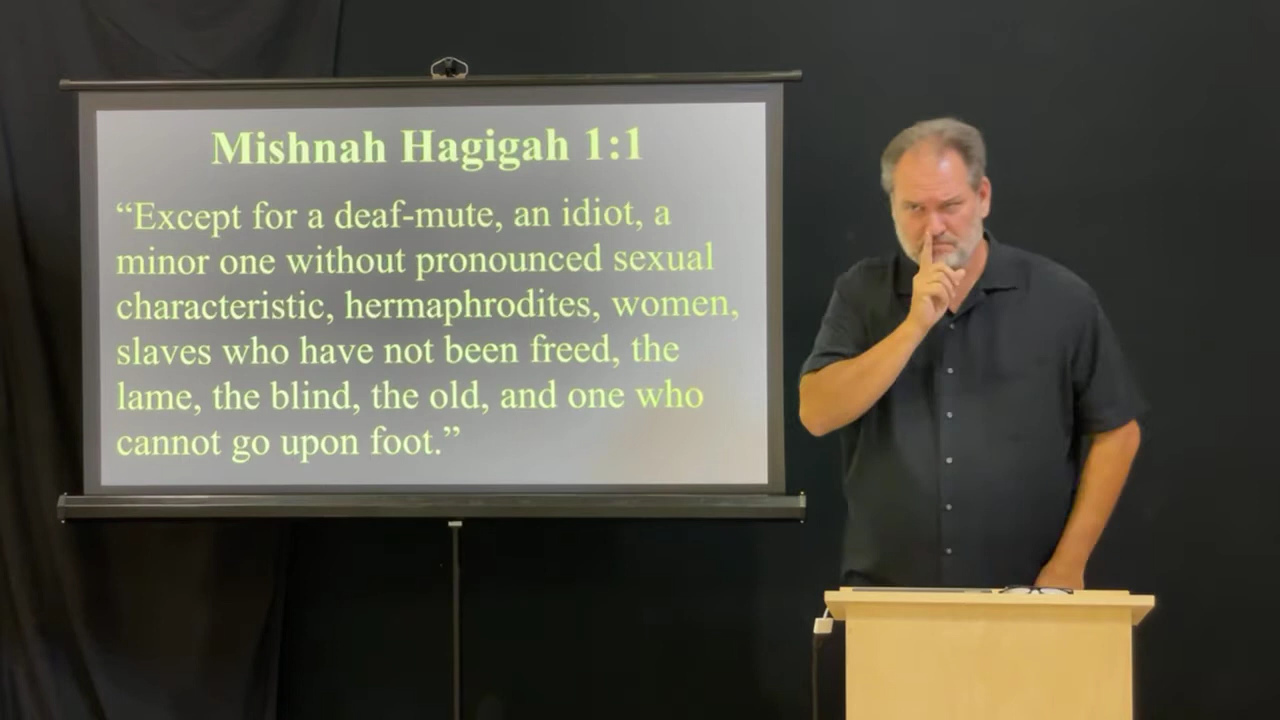 Mishnah Hagigah 1:1
“Except for a deaf-mute, an idiot, a
minor one without pronounced sexual
characteristic, hermaphrodites, women,
slaves who have not been freed, the
lame, the blind, the old, and one who
cannot go upon foot.”